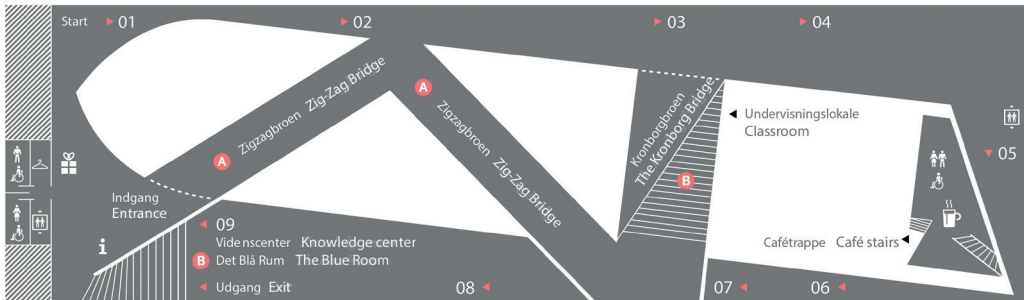 Start
01
02
03
04
A
Zigzagbroen Zig-Zag Bridge
A
Zigzagbroen Zig-Zag Bridge
Kronborgbroen
The Kronborg Bridge
B
Undervisningslokale
Classroom
05
Indgang
Entrance
i
09
Videnscenter Knowledge center
B Det Blå Rum The Blue Room
Udgang Exit
08
07
06
Cafétrappe Café stairs